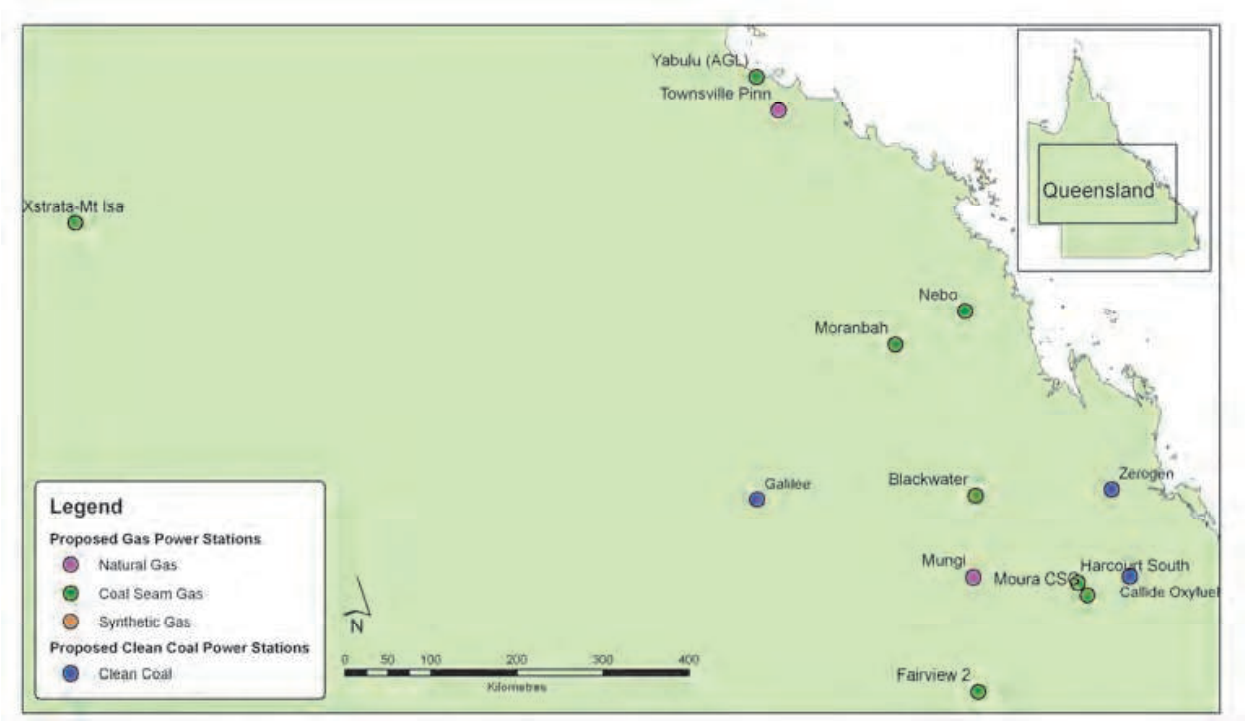 Yabulu (AGL)
Townsville Pinn
Queensland
Xstrata-Mt Isa
Nebo
Moranbah
Galilee
Blackwater
Zerogen
Mungi
Moura CSG
Harcourt South
Callide Oxyfuel
Fairview 2
Legend
Proposed Gas Power Stations
Natural Gas
Coal Seam Gas
Synthetic Gas
Proposed Clean Coal Power Stations
Clean Coal
N
0 50 100 200 300 400
Kilometres